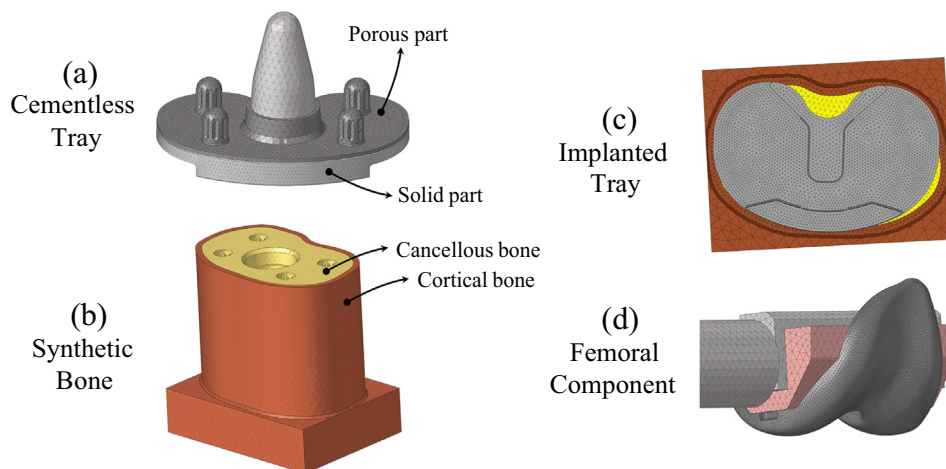 (a)
Cementless
Tray
Porous part
Solid part
(b)
Synthetic
Bone
Cancellous bone
Cortical bone
(c)
Implanted
Tray
(d)
Femoral
Component